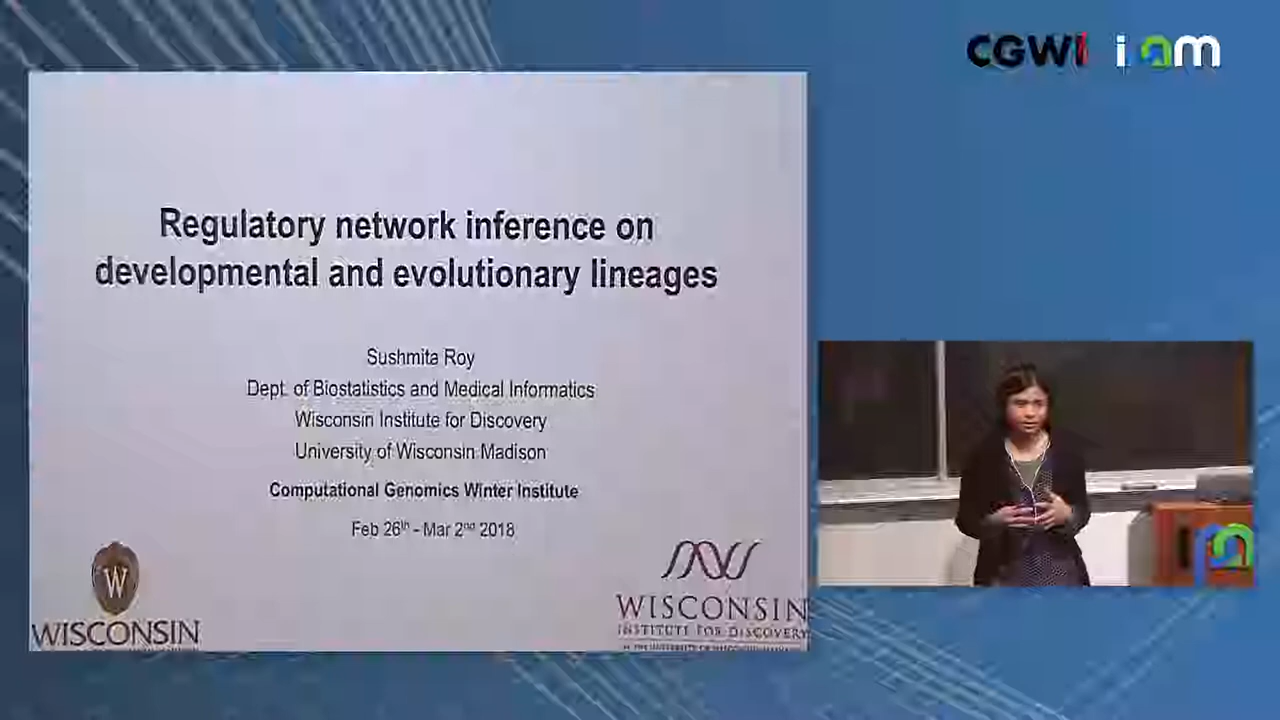 CGWI ipam
Regulatory network inference on
developmental and evolutionary lineages
Sushmita Roy
Dept. of Biostatistics and Medical Informatics
Wisconsin Institute for Discovery
University of Wisconsin Madison
Computational Genomics Winter Institute
Feb 26th - Mar 2nd 2018
W
WISCONSIN
WISCONSIN
INSTITUTE FOR DISCOVERY